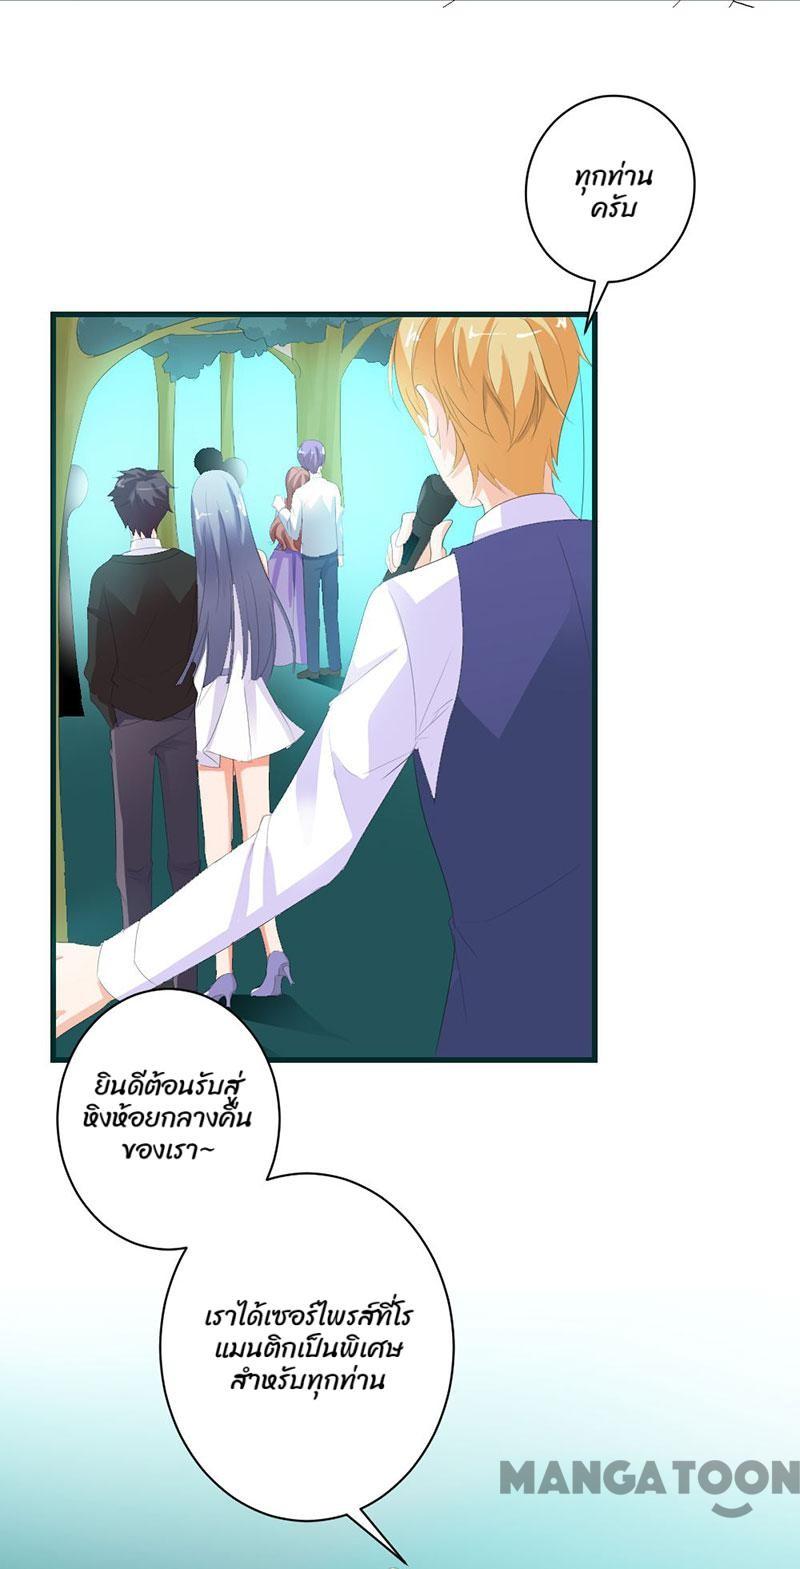 ทุกท่าน
ครับ
ยินดีต้อนรับสู่
หิ่งห้อยกลางคืน
ของเรา~
เราได้เซอร์ไพรส์ที่โร
แมนติกเป็นพิเศษ
สำหรับทุกท่าน
MANGATOON